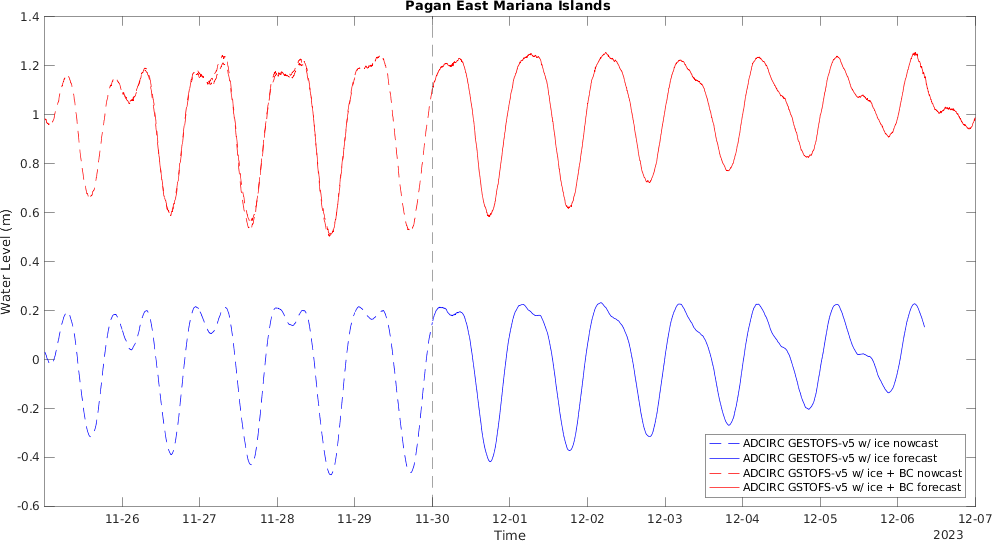 Pagan East Mariana Islands
1.4
1.2
1
0.8
0.6
0.4
0.2
0
-0.2
-0.4
-0.6
Water Level (m)
ADCIRC GESTOFS-v5 w/ ice nowcast
ADCIRC GESTOFS-v5 w/ ice forecast
ADCIRC GSTOFS-v5 w/ ice + BC nowcast
ADCIRC GSTOFS-v5 w/ ice + BC forecast
11-26 11-27 11-28 11-29 11-30 12-01 12-02 12-03 12-04 12-05 12-06 12-07
Time
2023